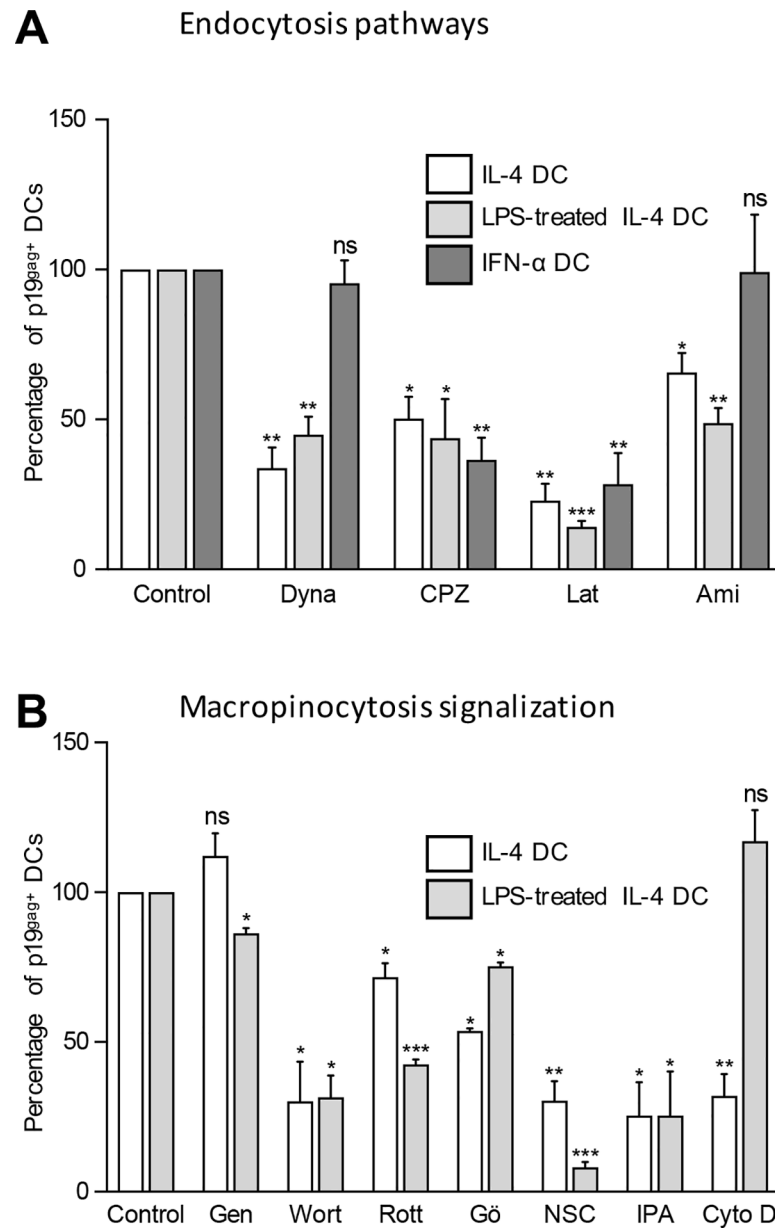 A Endocytosis pathways
Percentage of p19gag+ DCs
150
100
50
0
IL-4 DC
LPS-treated IL-4 DC
IFN-α DC
** ** ns
* * **
** *** **
* ** ns
Control Dyna CPZ Lat Ami
B Macropinocytosis signalization
Percentage of p19gag+ DCs
150
100
50
0
IL-4 DC
LPS-treated IL-4 DC
ns *
* *
* ***
* *
** ***
* *
** ns
Control Gen Wort Rott Gö NSC IPA Cyto D